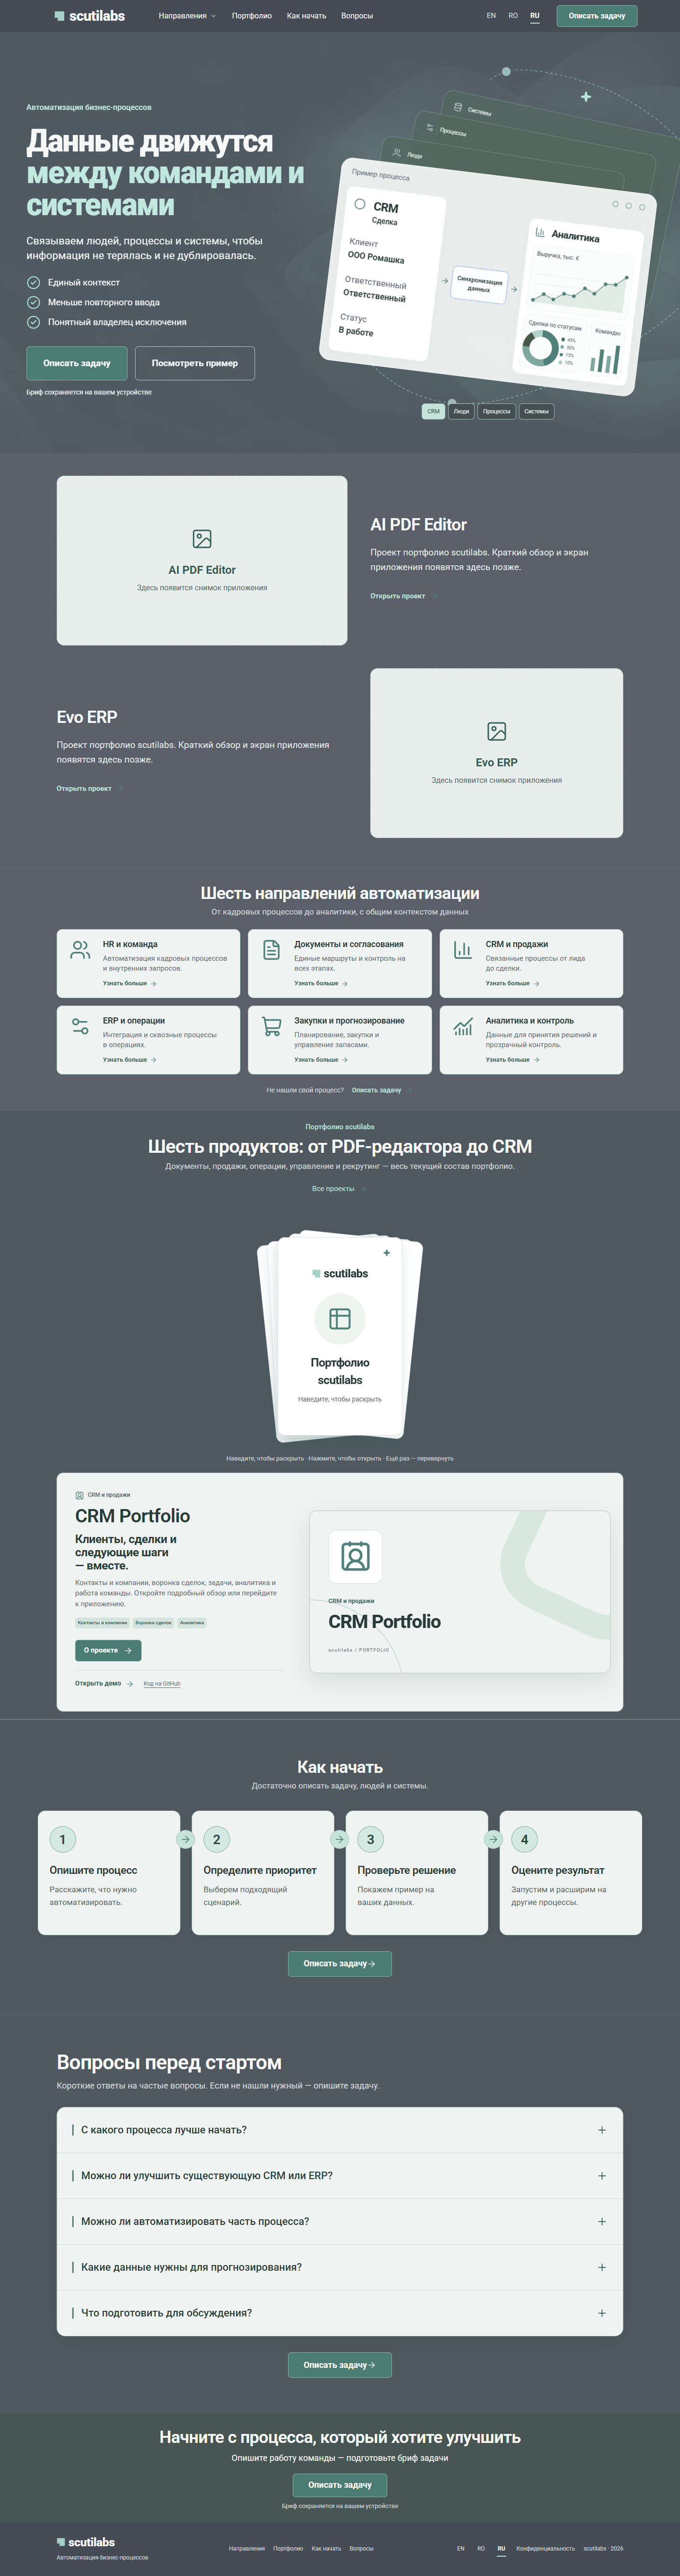 scutilabs
Направления
Портфолио
Как начать
Вопросы
EN
RO
RU
Описать задачу
Автоматизация бизнес-процессов
Данные движутся
между командами и
системами
Связываем людей, процессы и системы, чтобы
информация не терялась и не дублировалась.
Единый контекст
Меньше повторного ввода
Понятный владелец исключения
Описать задачу
Посмотреть пример
Бриф сохраняется на вашем устройстве
Системы
Процессы
Люди
Пример процесса
CRM
Сделка
Клиент
ООО Ромашка
Ответственный
Ответственный
Статус
В работе
Синхронизация
данных
Аналитика
Выручка, тыс. €
Сделки по статусам
45%
30%
15%
10%
Команды
CRM
Люди
Процессы
Системы
AI PDF Editor
Здесь появится снимок приложения
AI PDF Editor
Проект портфолио scutilabs. Краткий обзор и экран
приложения появятся здесь позже.
Открыть проект
Evo ERP
Проект портфолио scutilabs. Краткий обзор и экран приложения
появятся здесь позже.
Открыть проект
Evo ERP
Здесь появится снимок приложения
Шесть направлений автоматизации
От кадровых процессов до аналитики, с общим контекстом данных
HR и команда
Автоматизация кадровых процессов
и внутренних запросов.
Узнать больше
Документы и согласования
Единые маршруты и контроль на
всех этапах.
Узнать больше
CRM и продажи
Связанные процессы от лида
до сделки.
Узнать больше
ERP и операции
Интеграция и сквозные процессы
в операциях.
Узнать больше
Закупки и прогнозирование
Планирование, закупки и
управление запасами.
Узнать больше
Аналитика и контроль
Данные для принятия решений и
прозрачный контроль.
Узнать больше
Не нашли свой процесс?
Описать задачу
Портфолио scutilabs
Шесть продуктов: от PDF-редактора до CRM
Документы, продажи, операции, управление и рекрутинг — весь текущий состав портфолио.
Все проекты
scutilabs
Портфолио
scutilabs
Наведите, чтобы раскрыть
Наведите, чтобы раскрыть · Нажмите, чтобы открыть · Ещё раз — перевернуть
CRM и продажи
CRM Portfolio
Клиенты, сделки и
следующие шаги
— вместе.
Контакты и компании, воронка сделок, задачи, аналитика и
работа команды. Откройте подробный обзор или перейдите
к приложению.
Контакты и компании
Воронка сделок
Аналитика
О проекте
Открыть демо
Код на GitHub
CRM и продажи
CRM Portfolio
scutilabs / PORTFOLIO
Как начать
Достаточно описать задачу, людей и системы.
1
Опишите процесс
Расскажите, что нужно
автоматизировать.
2
Определите приоритет
Выберем подходящий
сценарий.
3
Проверьте решение
Покажем пример на
ваших данных.
4
Оцените результат
Запустим и расширим на
другие процессы.
Описать задачу
Вопросы перед стартом
Короткие ответы на частые вопросы. Если не нашли нужный — опишите задачу.
С какого процесса лучше начать?
Можно ли улучшить существующую CRM или ERP?
Можно ли автоматизировать часть процесса?
Какие данные нужны для прогнозирования?
Что подготовить для обсуждения?
Описать задачу
Начните с процесса, который хотите улучшить
Опишите работу команды — подготовьте бриф задачи
Описать задачу
Бриф сохраняется на вашем устройстве
scutilabs
Автоматизация бизнес-процессов
Направления
Портфолио
Как начать
Вопросы
EN
RO
RU
Конфиденциальность
scutilabs · 2026